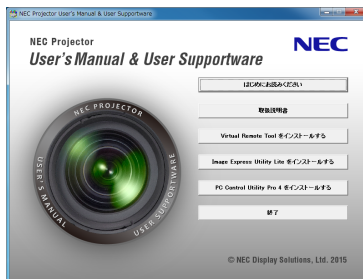 NEC Projector User's Manual & User Supportware
NEC Projector
NEC
User's Manual & User Supportware
はじめにお読みください
取扱説明書
Virtual Remote Tool をインストールする
Image Express Utility Lite をインストールする
PC Control Utility Pro 4 をインストールする
終了
NEC PROJECTOR
USER'S MANUAL
USER SUPPORTWARE
© NEC Display Solutions, Ltd. 2015